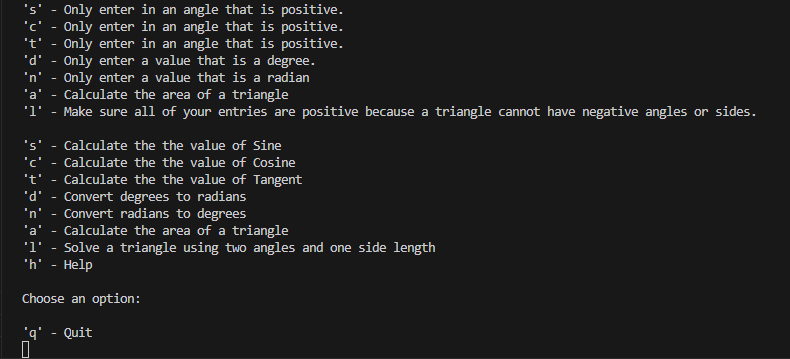 's' - Only enter in an angle that is positive.
'c' - Only enter in an angle that is positive.
't' - Only enter in an angle that is positive.
'd' - Only enter a value that is a degree.
'n' - Only enter a value that is a radian
'a' - Calculate the area of a triangle
'l' - Make sure all of your entries are positive because a triangle cannot have negative angles or sides.
's' - Calculate the the value of Sine
'c' - Calculate the the value of Cosine
't' - Calculate the the value of Tangent
'd' - Convert degrees to radians
'n' - Convert radians to degrees
'a' - Calculate the area of a triangle
'l' - Solve a triangle using two angles and one side length
'h' - Help
Choose an option:
'q' - Quit